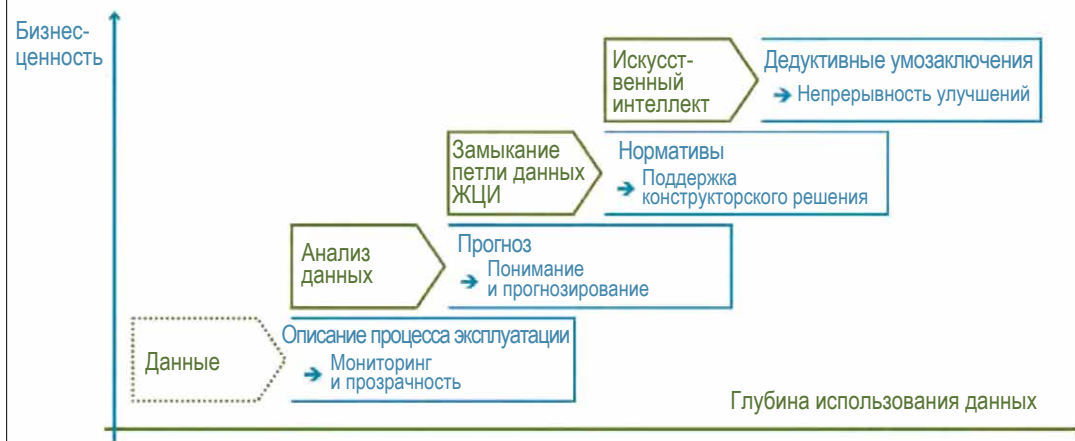 Бизнес-
ценность
Искусст-
венный
интеллект
Дедуктивные умозаключения
→ Непрерывность улучшений
Замыкание
петли данных
ЖЦИ
Нормативы
→ Поддержка
конструкторского решения
Анализ
данных
Прогноз
→ Понимание
и прогнозирование
Данные
Описание процесса эксплуатации
→ Мониторинг
и прозрачность
Глубина использования данных